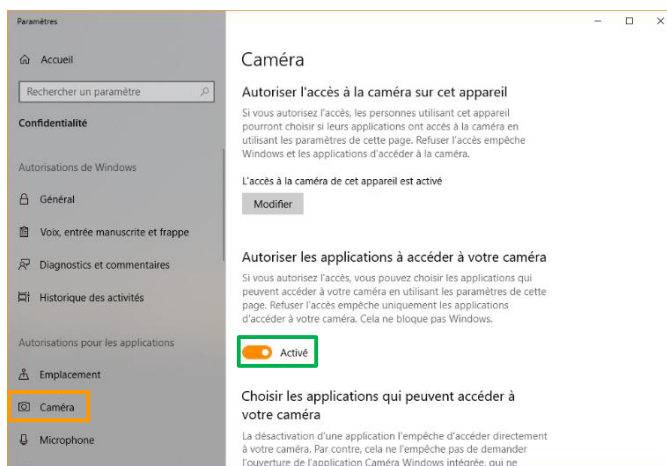 Paramètres
Accueil
Rechercher un paramètre
Confidentialité
Autorisations de Windows
Général
Voix, entrée manuscrite et frappe
Diagnostics et commentaires
Historique des activités
Autorisations pour les applications
Emplacement
Caméra
Microphone
Caméra
Autoriser l'accès à la caméra sur cet appareil
Si vous autorisez l'accès, les personnes utilisant cet appareil
pourront choisir si leurs applications ont accès à la caméra en
utilisant les paramètres de cette page. Refuser l'accès empêche
Windows et les applications d'accéder à la caméra.
L'accès à la caméra de cet appareil est activé
Modifier
Autoriser les applications à accéder à votre caméra
Si vous autorisez l'accès, vous pouvez choisir les applications qui
peuvent accéder à votre caméra en utilisant les paramètres de cette
page. Refuser l'accès empêche uniquement les applications
d'accéder à votre caméra. Cela ne bloque pas Windows.
Activé
Choisir les applications qui peuvent accéder à
votre caméra
La désactivation d'une application l'empêche d'accéder directement
à votre caméra. Par contre, cela ne l'empêche pas de demander
l'ouverture de l'application Caméra Windows intégrée, qui ne